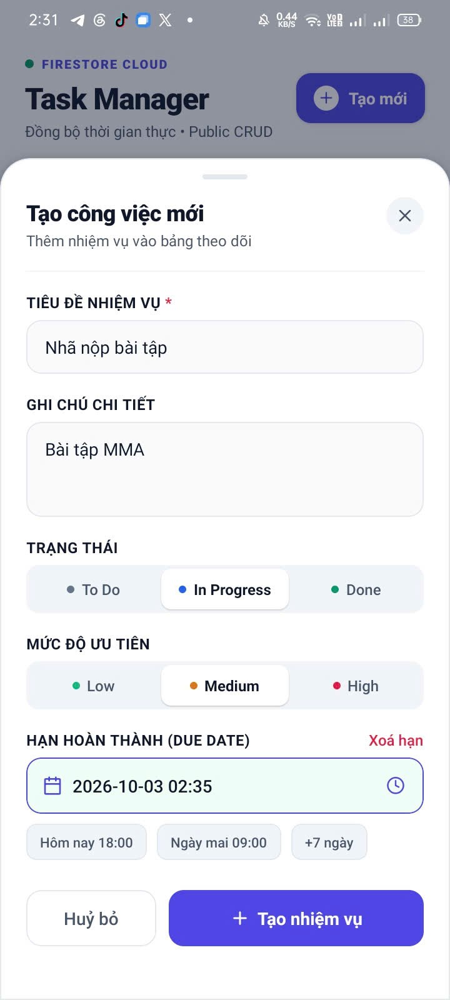 2:31
0.44
KB/S
VoD
LTE2
38
FIRESTORE CLOUD
Task Manager
Tạo mới
Đồng bộ thời gian thực • Public CRUD
Tạo công việc mới
Thêm nhiệm vụ vào bảng theo dõi
TIÊU ĐỀ NHIỆM VỤ *
Nhã nộp bài tập
GHI CHÚ CHI TIẾT
Bài tập MMA
TRẠNG THÁI
To Do
In Progress
Done
MỨC ĐỘ ƯU TIÊN
Low
Medium
High
HẠN HOÀN THÀNH (DUE DATE)
Xoá hạn
2026-10-03 02:35
Hôm nay 18:00
Ngày mai 09:00
+7 ngày
Huỷ bỏ
+ Tạo nhiệm vụ